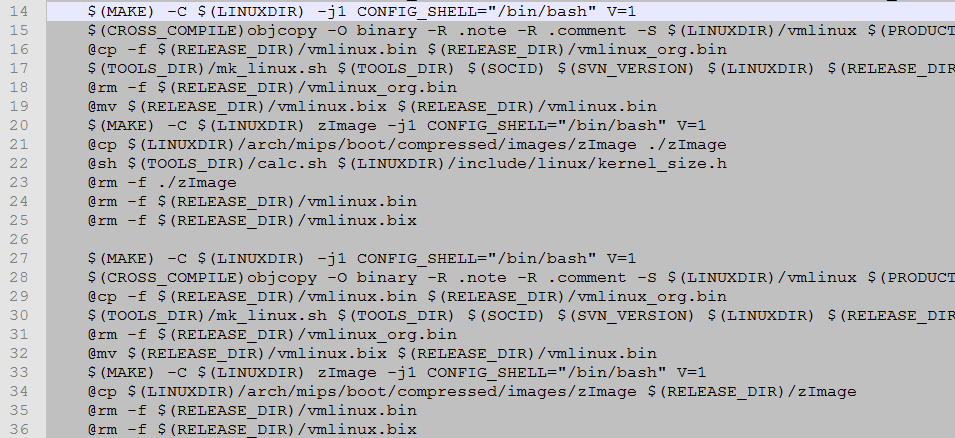 14 $(MAKE) -C $(LINUXDIR) -j1 CONFIG_SHELL="/bin/bash" V=1
15 $(CROSS_COMPILE)objcopy -O binary -R .note -R .comment -S $(LINUXDIR)/vmlinux $(PRODUCT
16 @cp -f $(RELEASE_DIR)/vmlinux.bin $(RELEASE_DIR)/vmlinux_org.bin
17 $(TOOLS_DIR)/mk_linux.sh $(TOOLS_DIR) $(SOCID) $(SVN_VERSION) $(LINUXDIR) $(RELEASE_DIR
18 @rm -f $(RELEASE_DIR)/vmlinux_org.bin
19 @mv $(RELEASE_DIR)/vmlinux.bix $(RELEASE_DIR)/vmlinux.bin
20 $(MAKE) -C $(LINUXDIR) zImage -j1 CONFIG_SHELL="/bin/bash" V=1
21 @cp $(LINUXDIR)/arch/mips/boot/compressed/images/zImage ./zImage
22 @sh $(TOOLS_DIR)/calc.sh $(LINUXDIR)/include/linux/kernel_size.h
23 @rm -f ./zImage
24 @rm -f $(RELEASE_DIR)/vmlinux.bin
25 @rm -f $(RELEASE_DIR)/vmlinux.bix
26
27 $(MAKE) -C $(LINUXDIR) -j1 CONFIG_SHELL="/bin/bash" V=1
28 $(CROSS_COMPILE)objcopy -O binary -R .note -R .comment -S $(LINUXDIR)/vmlinux $(PRODUCT
29 @cp -f $(RELEASE_DIR)/vmlinux.bin $(RELEASE_DIR)/vmlinux_org.bin
30 $(TOOLS_DIR)/mk_linux.sh $(TOOLS_DIR) $(SOCID) $(SVN_VERSION) $(LINUXDIR) $(RELEASE_DIR
31 @rm -f $(RELEASE_DIR)/vmlinux_org.bin
32 @mv $(RELEASE_DIR)/vmlinux.bix $(RELEASE_DIR)/vmlinux.bin
33 $(MAKE) -C $(LINUXDIR) zImage -j1 CONFIG_SHELL="/bin/bash" V=1
34 @cp $(LINUXDIR)/arch/mips/boot/compressed/images/zImage $(RELEASE_DIR)/zImage
35 @rm -f $(RELEASE_DIR)/vmlinux.bin
36 @rm -f $(RELEASE_DIR)/vmlinux.bix